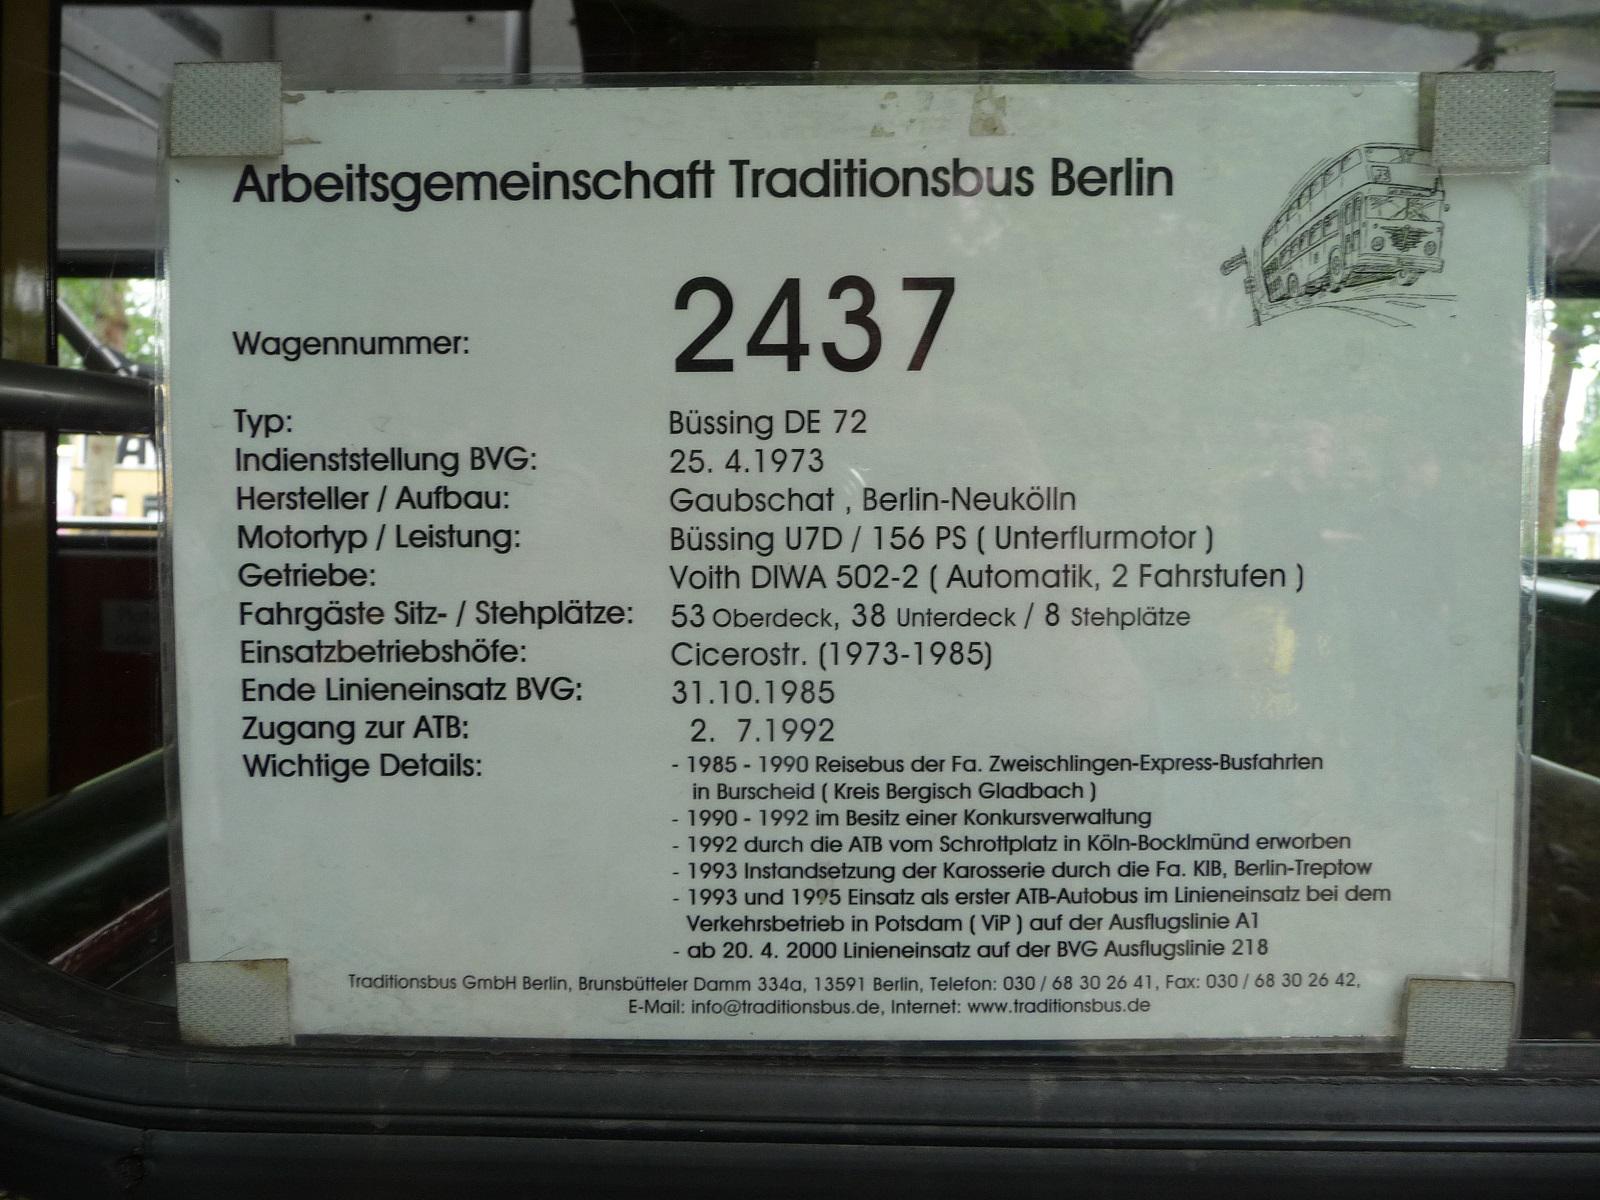 Arbeitsgemeinschaft Traditionsbus Berlin
Wagennummer: 2437
Typ: Büssing DE 72
Indienststellung BVG: 25. 4.1973
Hersteller / Aufbau: Gaubschat , Berlin-Neukölln
Motortyp / Leistung: Büssing U7D / 156 PS ( Unterflurmotor )
Getriebe: Voith DIWA 502-2 ( Automatik, 2 Fahrstufen )
Fahrgäste Sitz- / Stehplätze: 53 Oberdeck, 38 Unterdeck / 8 Stehplätze
Einsatzbetriebshöfe: Cicerostr. (1973-1985)
Ende Linieneinsatz BVG: 31.10.1985
Zugang zur ATB: 2. 7.1992
Wichtige Details: - 1985 - 1990 Reisebus der Fa. Zweischlingen-Express-Busfahrten
in Burscheid ( Kreis Bergisch Gladbach )
- 1990 - 1992 im Besitz einer Konkursverwaltung
- 1992 durch die ATB vom Schrottplatz in Köln-Bocklmünd erworben
- 1993 Instandsetzung der Karosserie durch die Fa. KIB, Berlin-Treptow
- 1993 und 1995 Einsatz als erster ATB-Autobus im Linieneinsatz bei dem
Verkehrsbetrieb in Potsdam ( ViP ) auf der Ausflugslinie A1
- ab 20. 4. 2000 Linieneinsatz auf der BVG Ausflugslinie 218
Traditionsbus GmbH Berlin, Brunsbütteler Damm 334a, 13591 Berlin, Telefon: 030 / 68 30 26 41, Fax: 030 / 68 30 26 42,
E-Mail: info@traditionsbus.de, Internet: www.traditionsbus.de